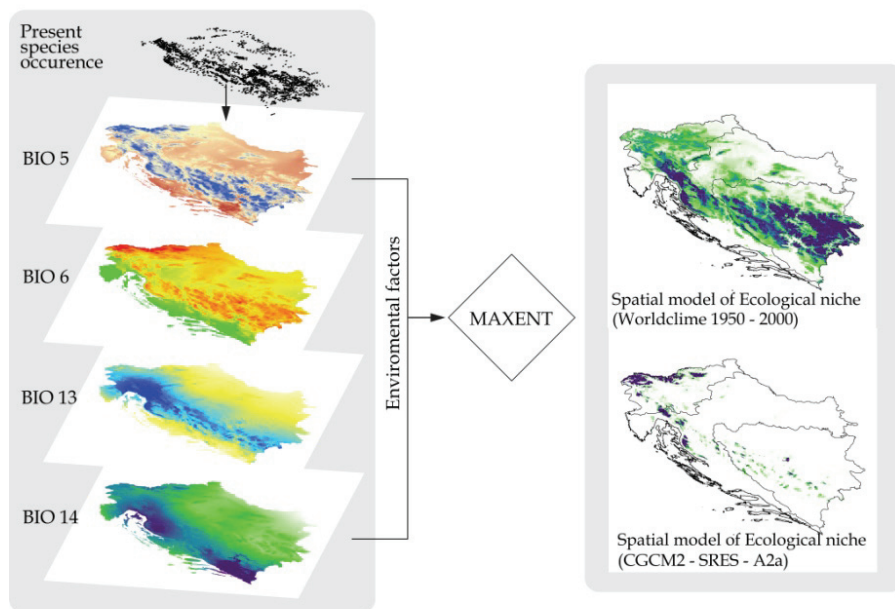 Present
species
occurence
BIO 5
BIO 6
BIO 13
BIO 14
Enviromental factors
MAXENT
Spatial model of Ecological niche
(Worldclime 1950 - 2000)
Spatial model of Ecological niche
(CGCM2 - SRES - A2a)